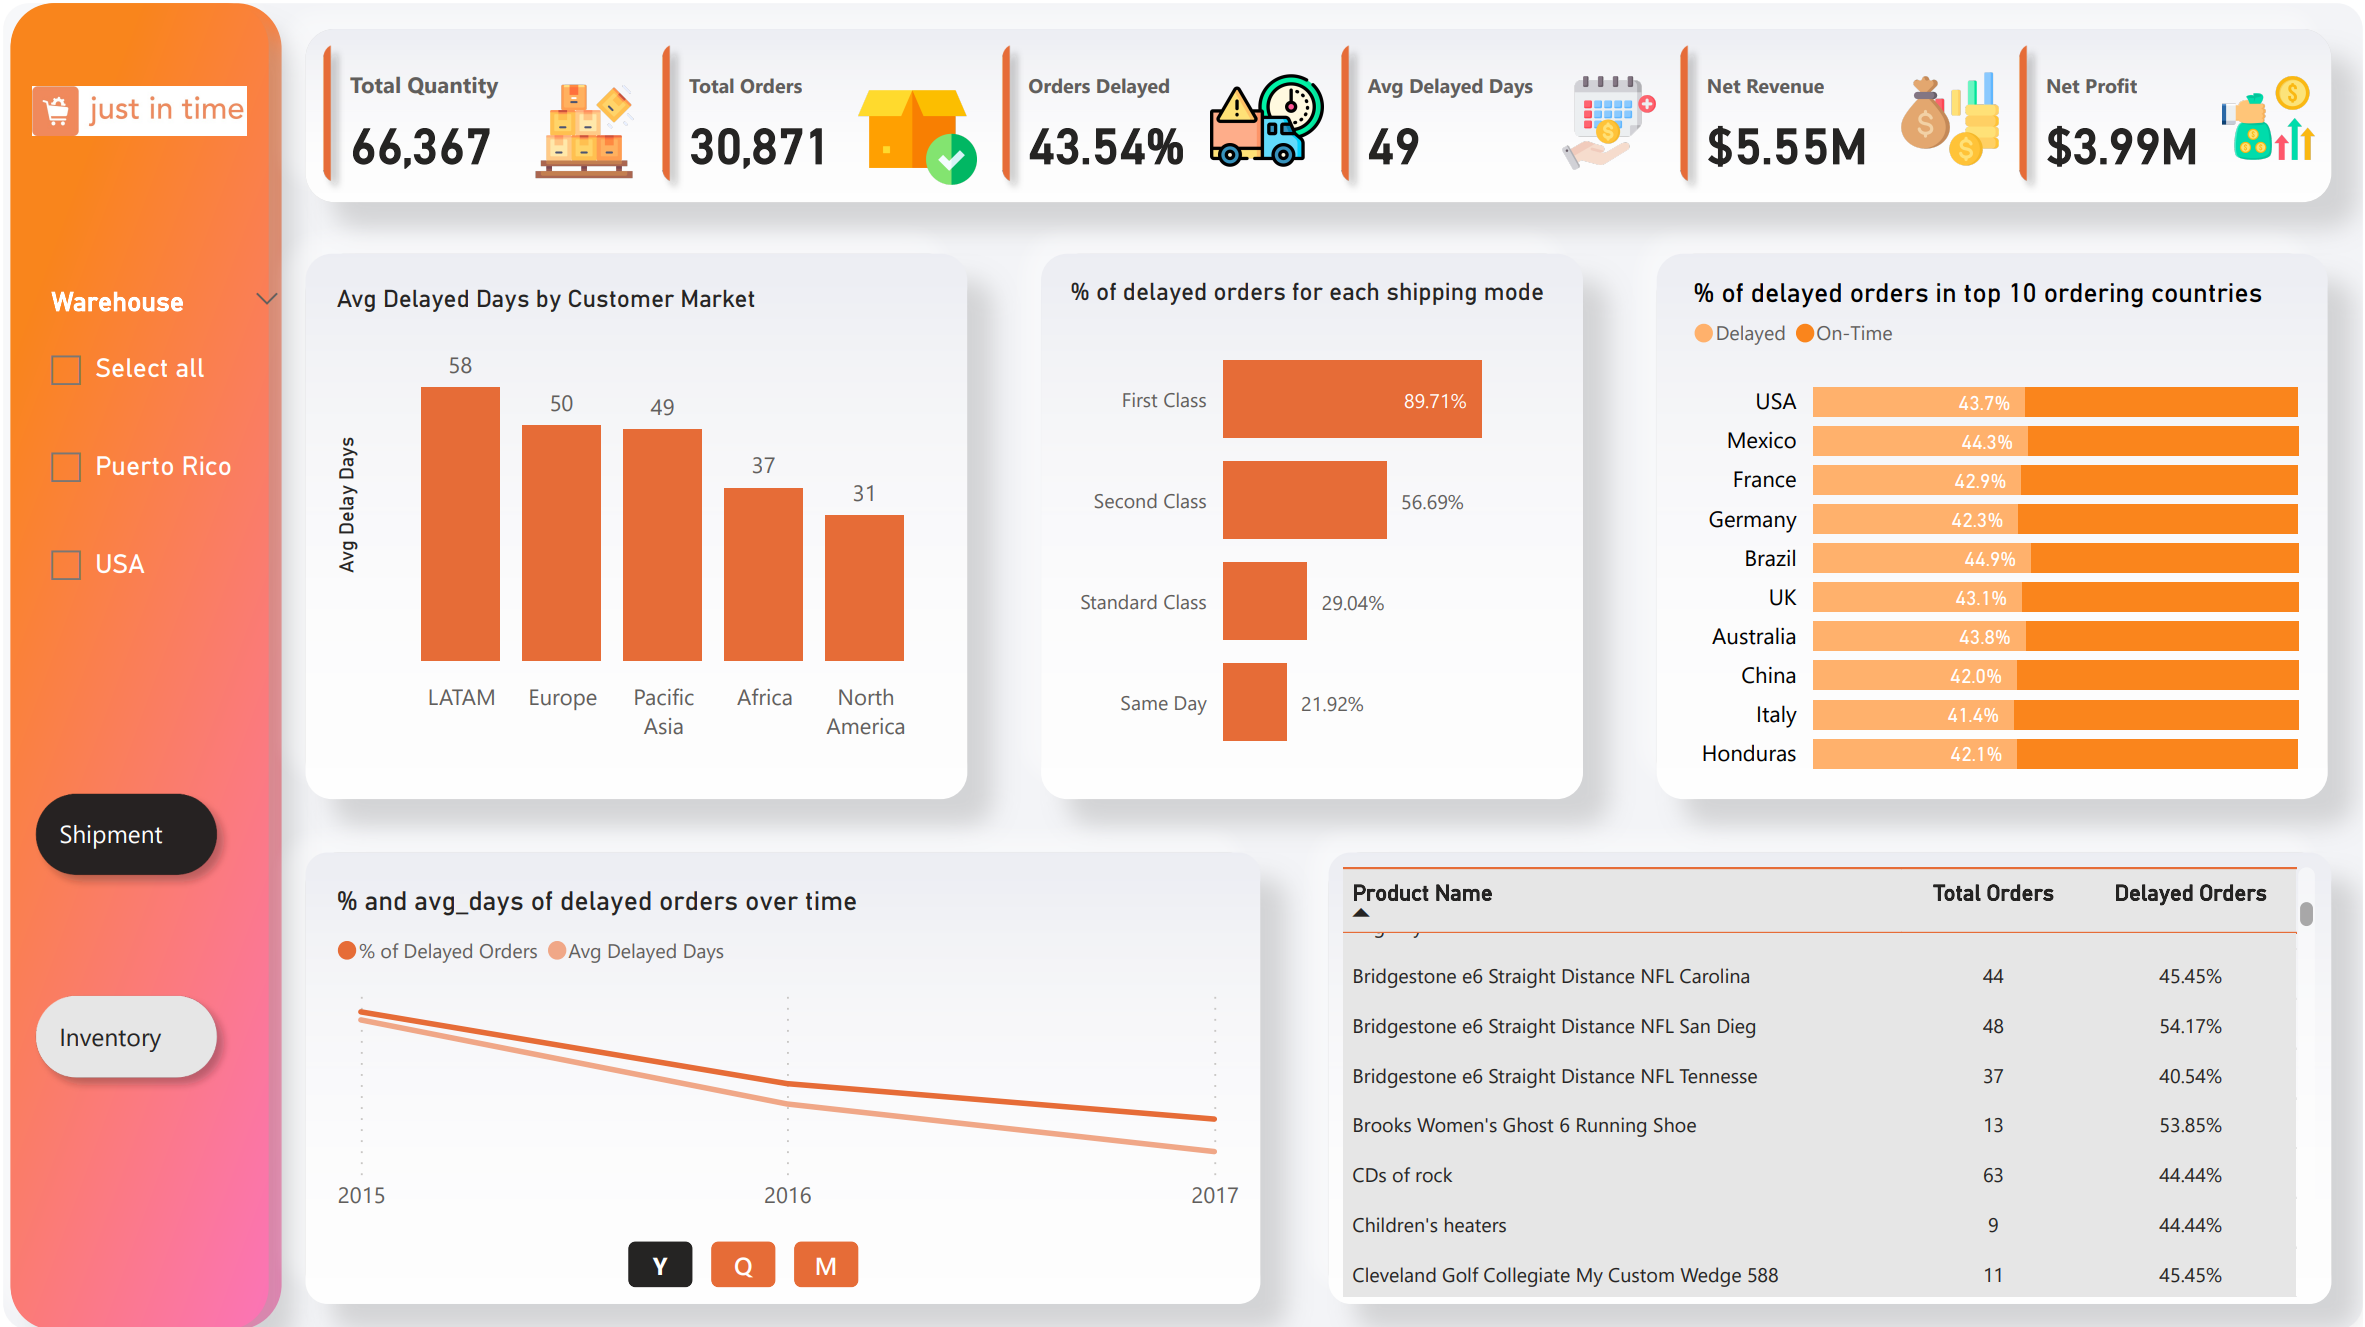 just in time
Warehouse
Select all
Puerto Rico
USA
Shipment
Inventory
Total Quantity
66,367
Total Orders
30,871
Orders Delayed
43.54%
Avg Delayed Days
49
Net Revenue
$5.55M
Net Profit
$3.99M
Avg Delayed Days by Customer Market
Avg Delay Days
58
50
49
37
31
LATAM
Europe
Pacific
Asia
Africa
North
America
% of delayed orders for each shipping mode
First Class 89.71%
Second Class 56.69%
Standard Class 29.04%
Same Day 21.92%
% of delayed orders in top 10 ordering countries
Delayed On-Time
USA 43.7%
Mexico 44.3%
France 42.9%
Germany 42.3%
Brazil 44.9%
UK 43.1%
Australia 43.8%
China 42.0%
Italy 41.4%
Honduras 42.1%
% and avg_days of delayed orders over time
% of Delayed Orders Avg Delayed Days
2015 2016 2017
Y Q M
Product Name Total Orders Delayed Orders
Bridgestone e6 Straight Distance NFL Carolina 44 45.45%
Bridgestone e6 Straight Distance NFL San Dieg 48 54.17%
Bridgestone e6 Straight Distance NFL Tennesse 37 40.54%
Brooks Women's Ghost 6 Running Shoe 13 53.85%
CDs of rock 63 44.44%
Children's heaters 9 44.44%
Cleveland Golf Collegiate My Custom Wedge 588 11 45.45%